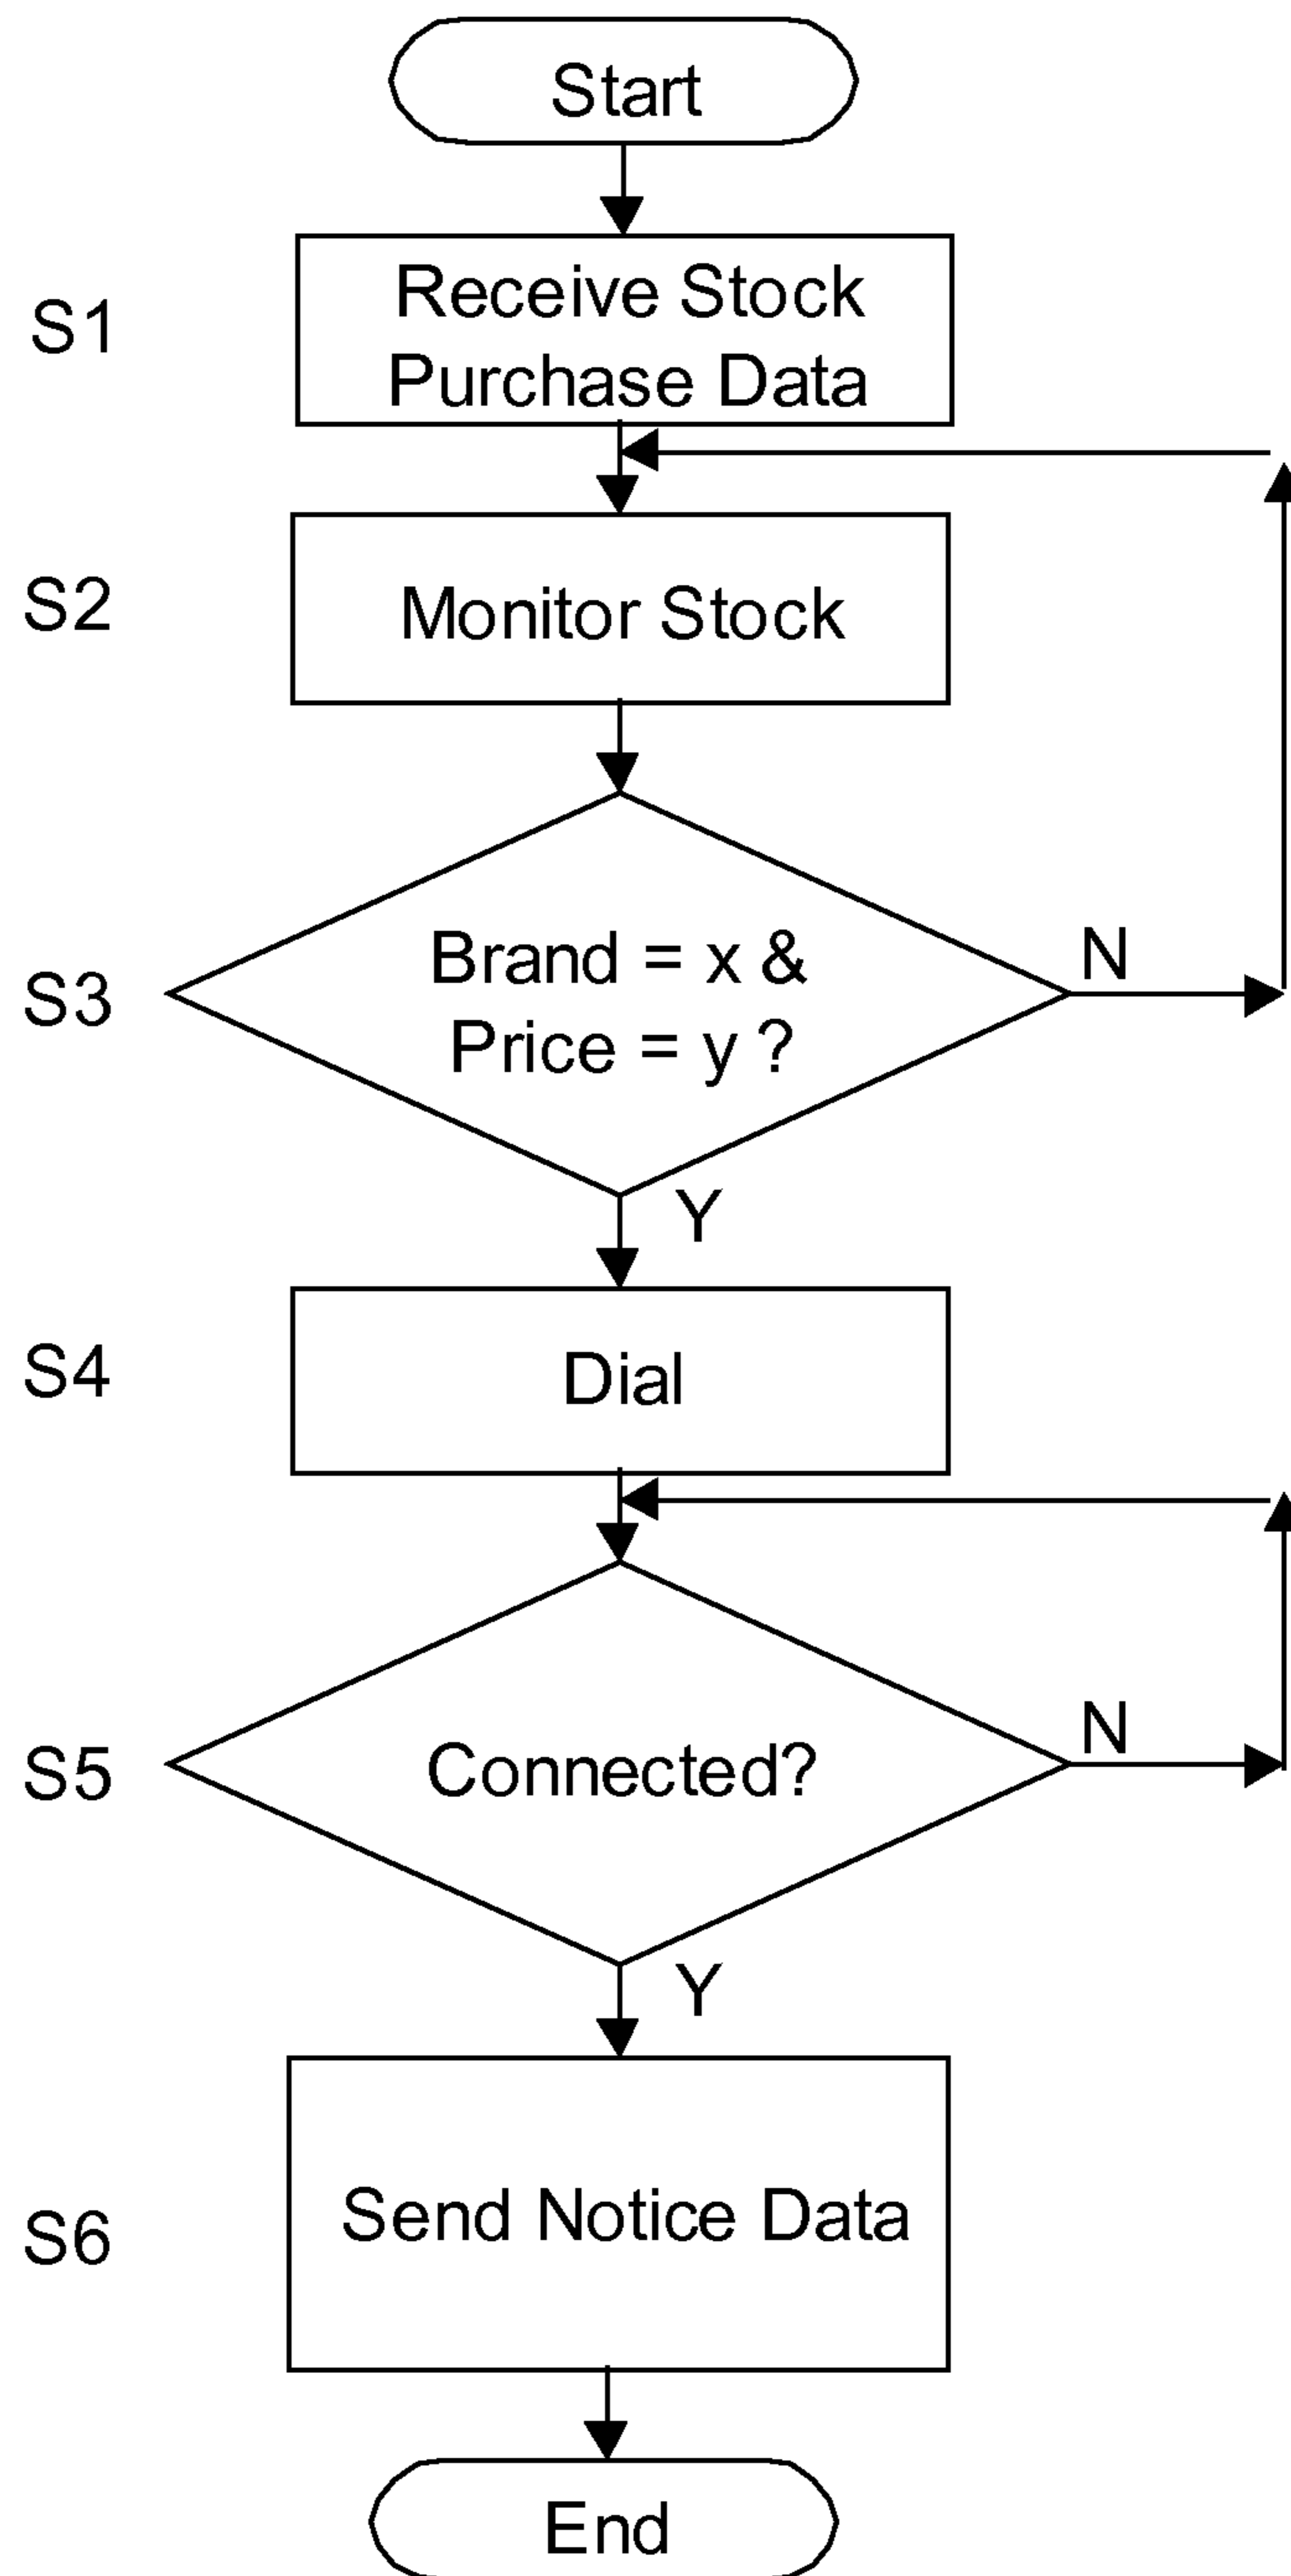 Start
S1
Receive Stock
Purchase Data
S2
Monitor Stock
S3
Brand = x &
Price = y ?
N
Y
S4
Dial
S5
Connected?
N
Y
S6
Send Notice Data
End